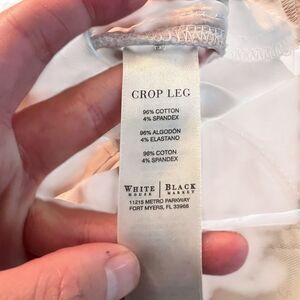 CROP LEG
96% COTTON
4% SPANDEX
96% ALGODÓN
4% ELASTANO
96% COTON
4% SPANDEX
WHITE | BLACK
HOUSE MARKET
11215 METRO PARKWAY
FORT MYERS, FL 33966